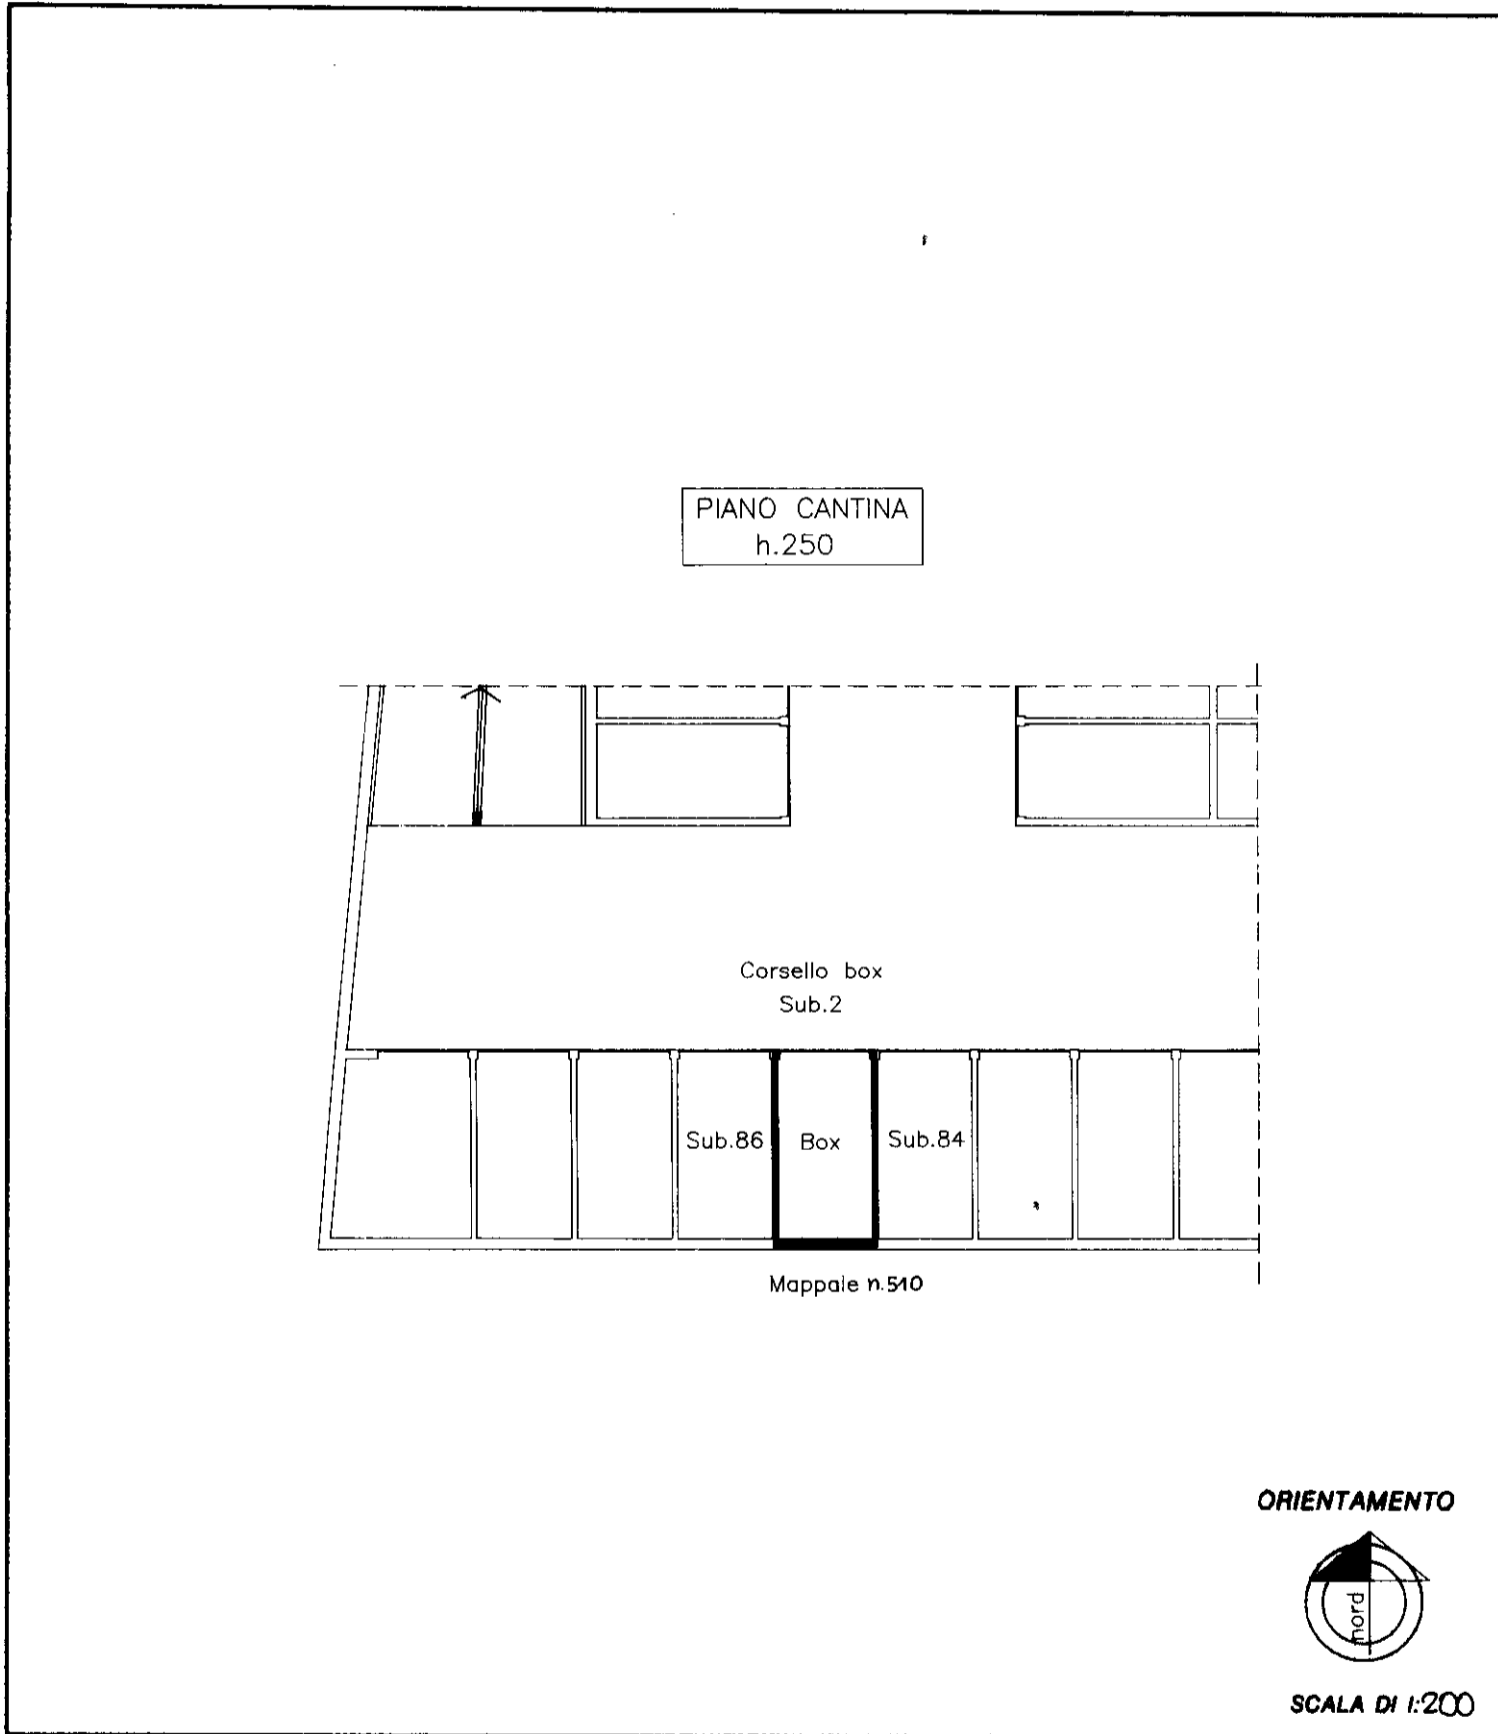 PIANO CANTINA
h.250
Corsello box
Sub.2
Sub.86
Box
Sub.84
Mappale n.510
ORIENTAMENTO
nord
SCALA DI 1:200